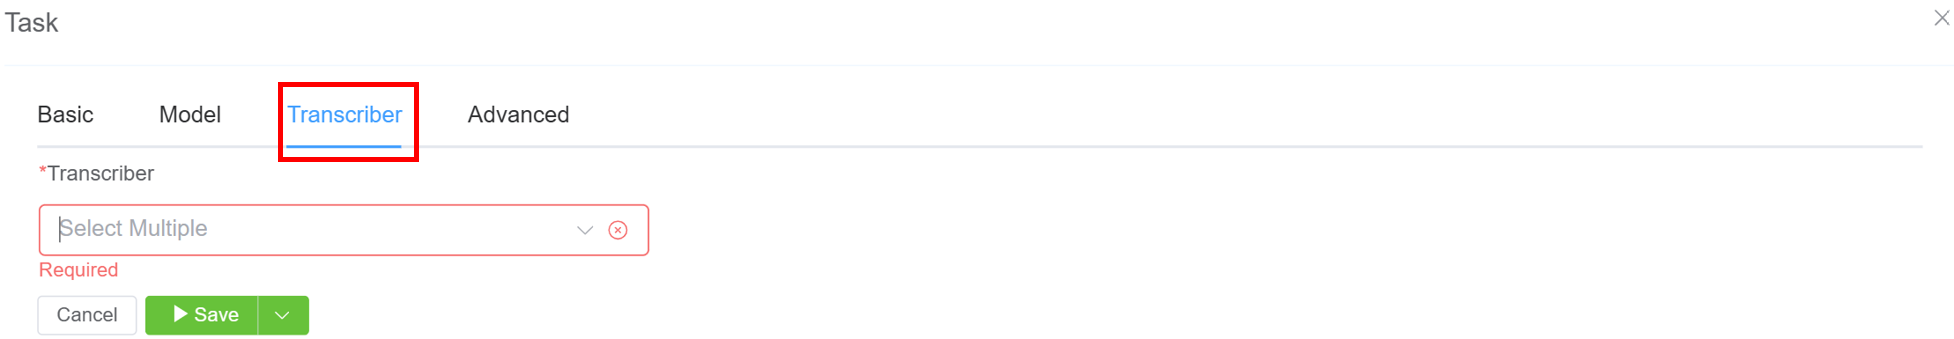 Task
Basic Model Transcriber Advanced
*Transcriber
Select Multiple
Required
Cancel Save